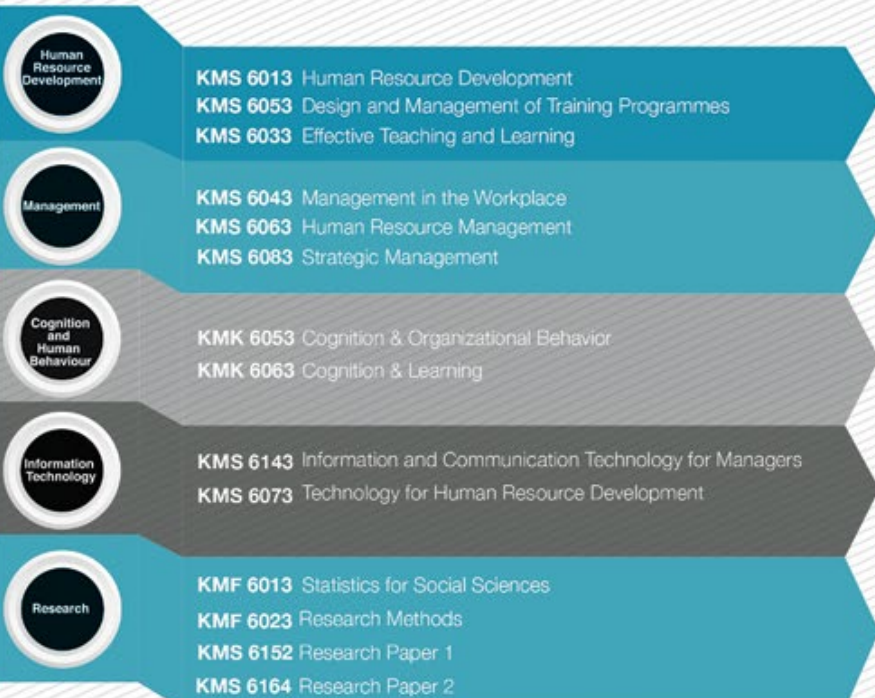 Human
Resource
Development
KMS 6013 Human Resource Development
KMS 6053 Design and Management of Training Programmes
KMS 6033 Effective Teaching and Learning
Management
KMS 6043 Management in the Workplace
KMS 6063 Human Resource Management
KMS 6083 Strategic Management
Cognition
and
Human
Behaviour
KMK 6053 Cognition & Organizational Behavior
KMK 6063 Cognition & Learning
Information
Technology
KMS 6143 Information and Communication Technology for Managers
KMS 6073 Technology for Human Resource Development
Research
KMF 6013 Statistics for Social Sciences
KMF 6023 Research Methods
KMS 6152 Research Paper 1
KMS 6164 Research Paper 2